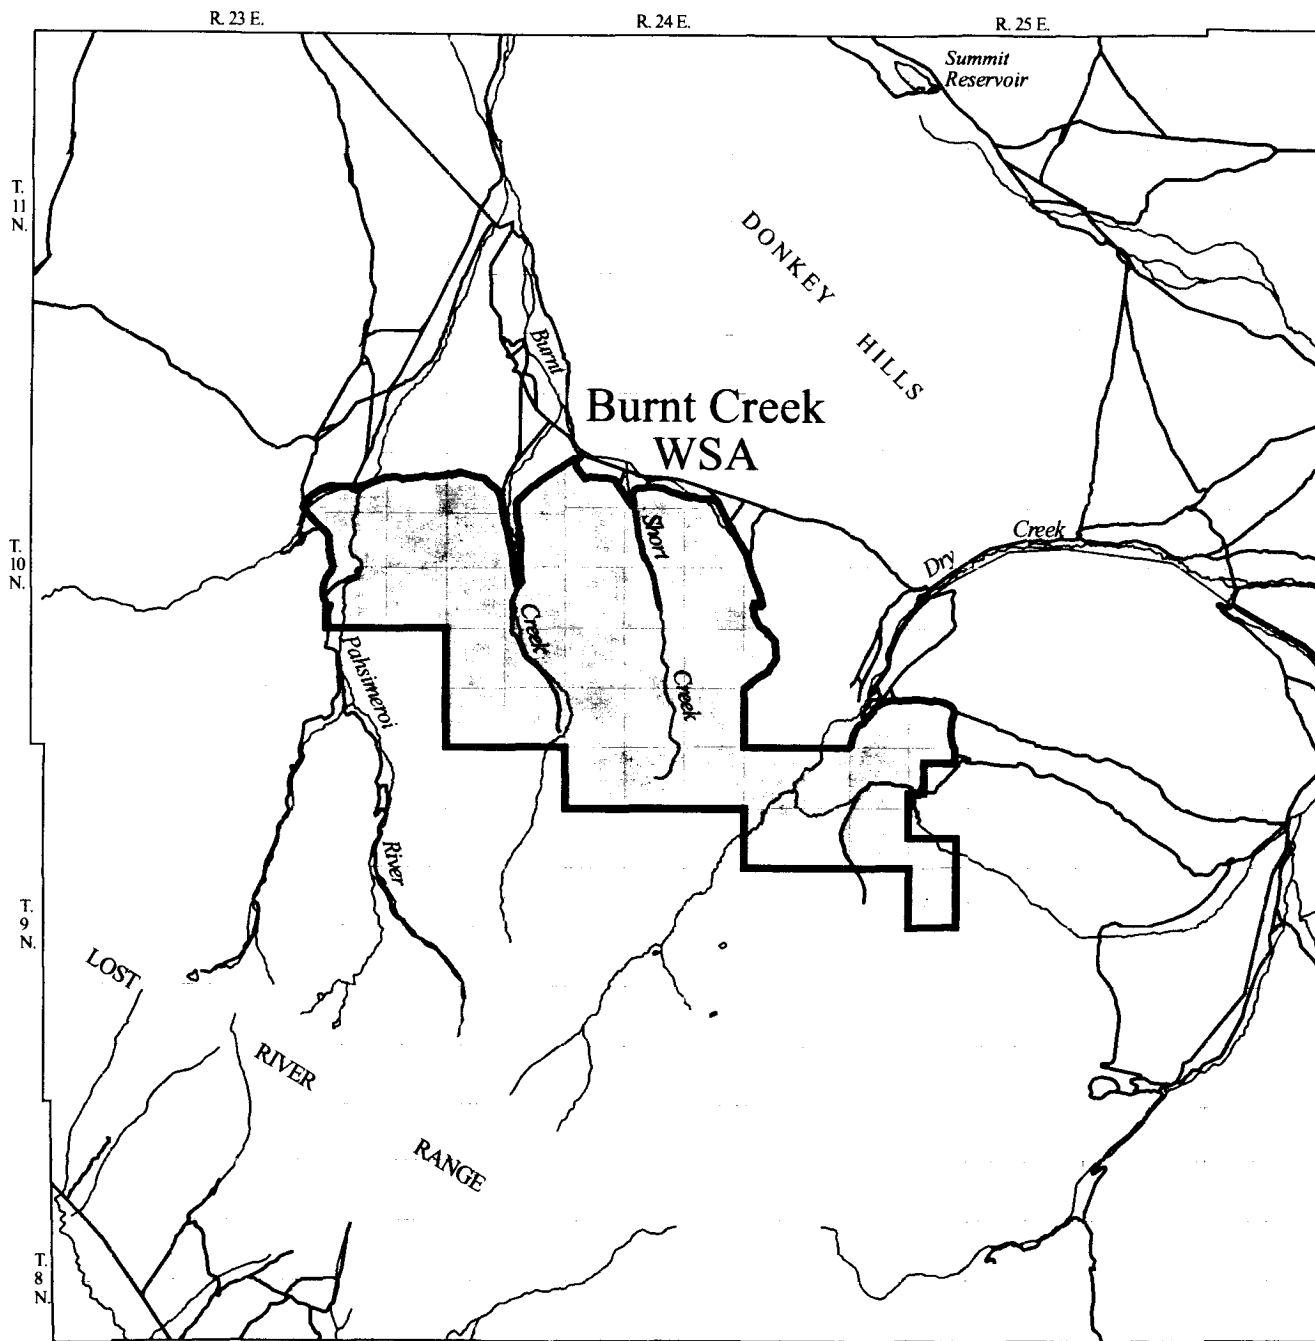 R. 23 E.
R. 24 E.
R. 25 E.
Summit
Reservoir
T.
11
N.
DONKEY
HILLS
Burnt
Burnt Creek
WSA
Short
Creek
Dry
T.
10
N.
Creek
Creek
Pahsimeroi
River
T.
9
N.
LOST
RIVER
RANGE
T.
8
N.